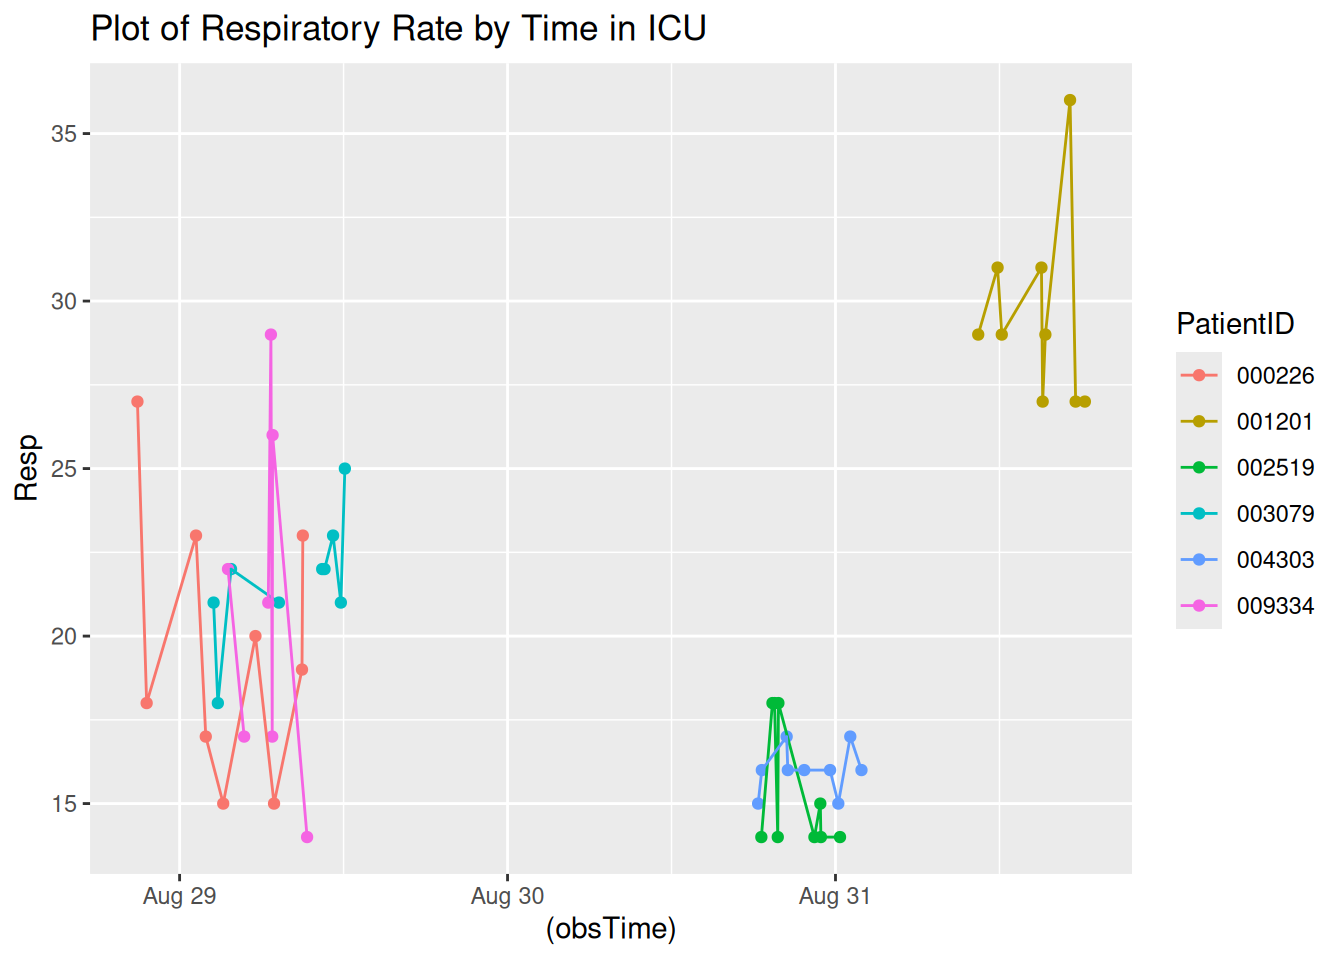 Plot of Respiratory Rate by Time in ICU
35
30
25
20
15
Resp
Aug 29
Aug 30
Aug 31
(obsTime)
PatientID
000226
001201
002519
003079
004303
009334